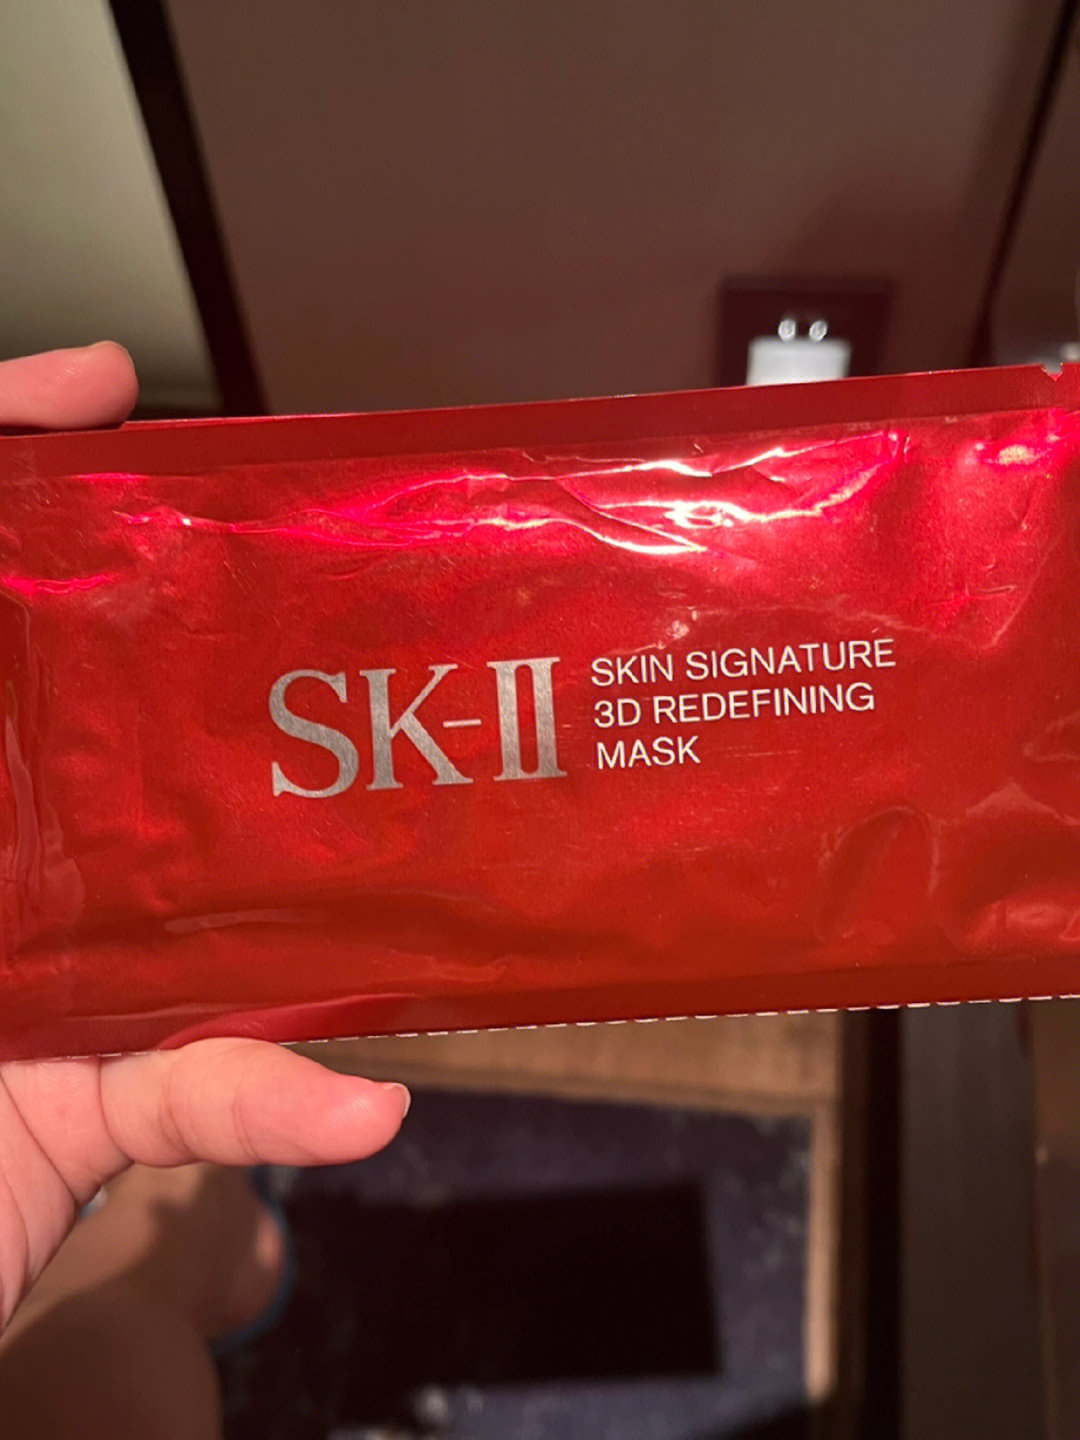 SK-II
SKIN SIGNATURE
3D REDEFINING
MASK